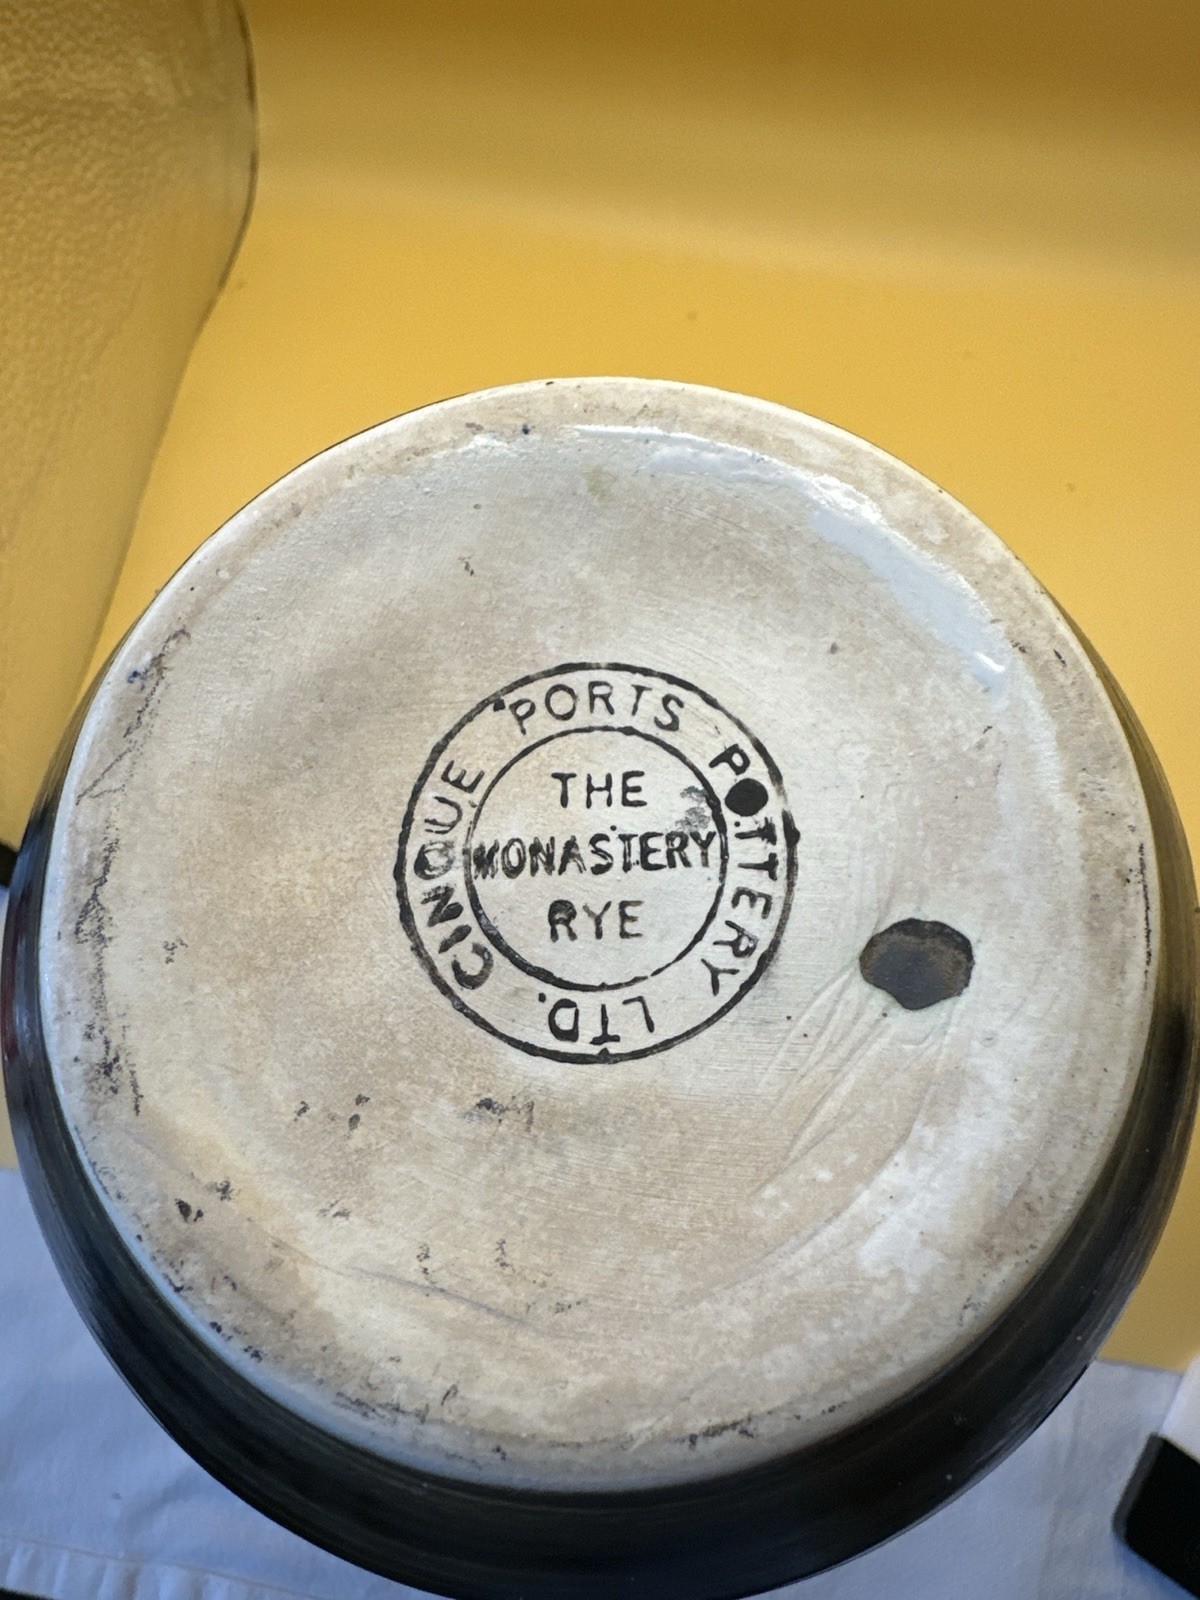 CINQUE PORTS POTTERY LTD.
THE
MONASTERY
RYE